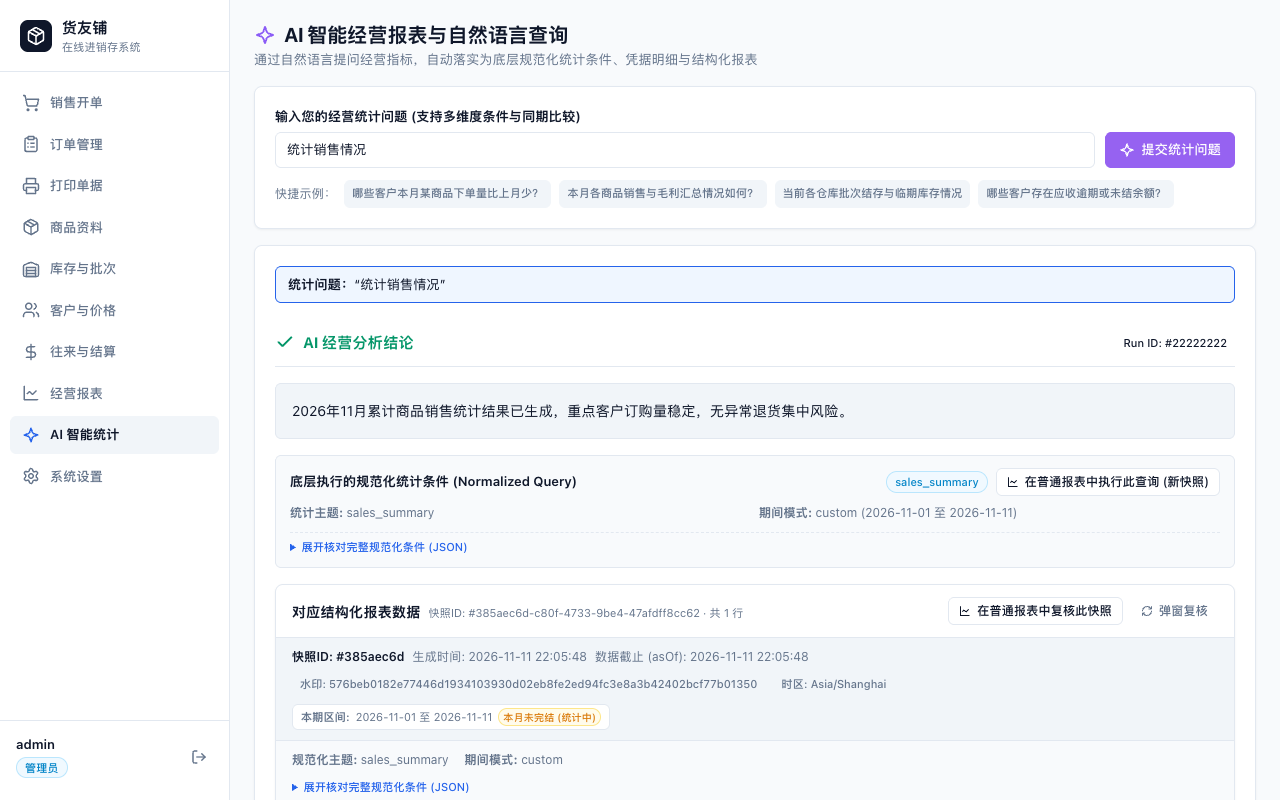 货友铺
在线进销存系统
销售开单
订单管理
打印单据
商品资料
库存与批次
客户与价格
往来与结算
经营报表
AI 智能统计
系统设置
admin
管理员
AI 智能经营报表与自然语言查询
通过自然语言提问经营指标，自动落实为底层规范化统计条件、凭据明细与结构化报表
输入您的经营统计问题 (支持多维度条件与同期比较)
统计销售情况
提交统计问题
快捷示例： 哪些客户本月某商品下单量比上月少？ 本月各商品销售与毛利汇总情况如何？ 当前各仓库批次结存与临期库存情况 哪些客户存在应收逾期或未结余额？
统计问题：“统计销售情况”
AI 经营分析结论
Run ID: #22222222
2026年11月累计商品销售统计结果已生成，重点客户订购量稳定，无异常退货集中风险。
底层执行的规范化统计条件 (Normalized Query)
sales_summary
在普通报表中执行此查询 (新快照)
统计主题: sales_summary
期间模式: custom (2026-11-01 至 2026-11-11)
展开核对完整规范化条件 (JSON)
对应结构化报表数据 快照ID: #385aec6d-c80f-4733-9be4-47afdff8cc62 · 共 1 行
在普通报表中复核此快照
弹窗复核
快照ID: #385aec6d 生成时间: 2026-11-11 22:05:48 数据截止 (asOf): 2026-11-11 22:05:48
水印: 576beb0182e77446d1934103930d02eb8fe2ed94fc3e8a3b42402bcf77b01350 时区: Asia/Shanghai
本期区间: 2026-11-01 至 2026-11-11 本月未完结 (统计中)
规范化主题: sales_summary 期间模式: custom
展开核对完整规范化条件 (JSON)